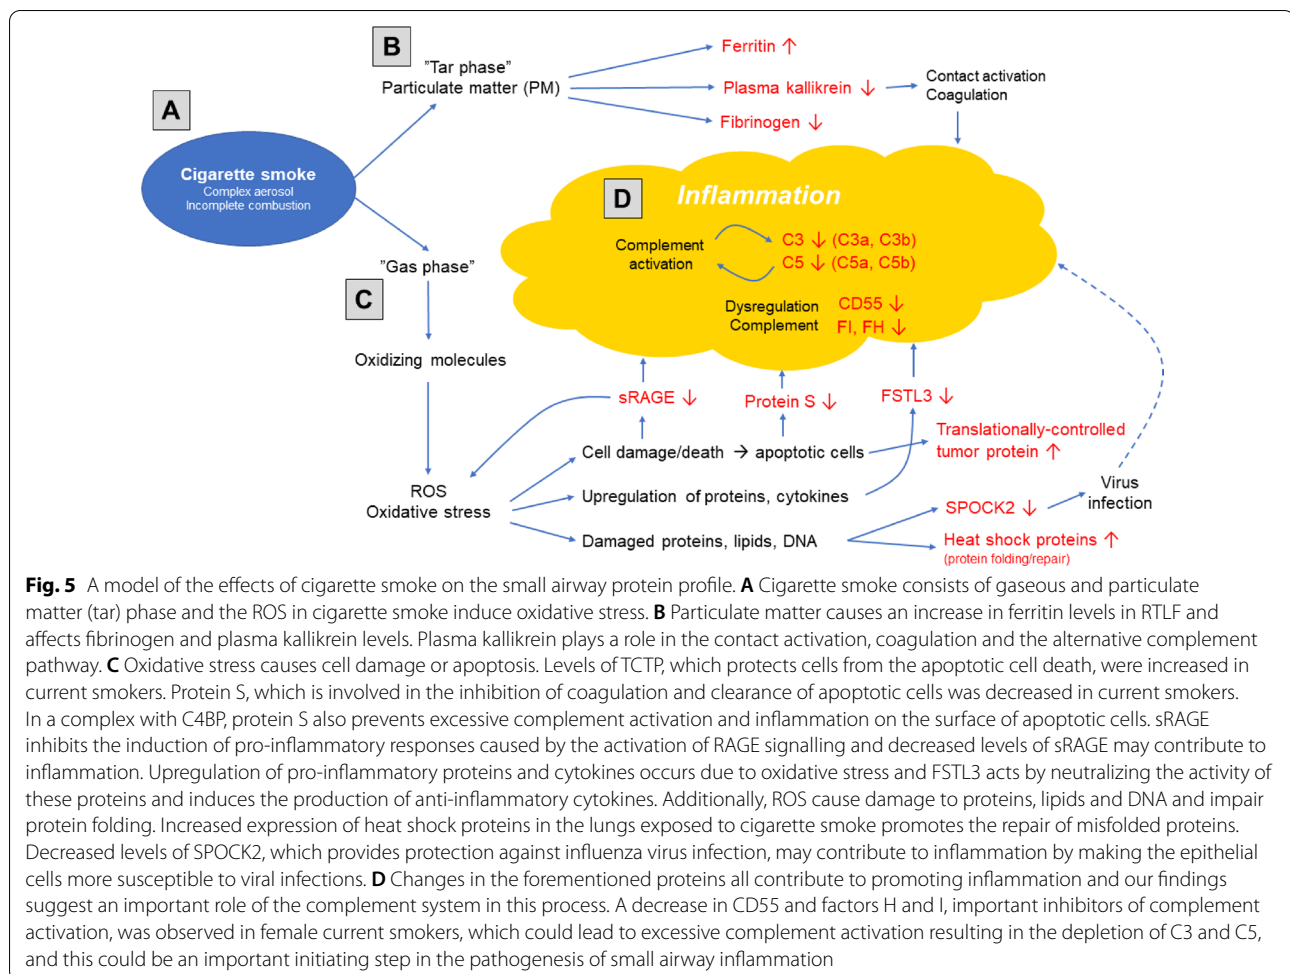 B
"Tar phase"
Particulate matter (PM)
Ferritin ↑
Plasma kallikrein ↓
Fibrinogen ↓
Contact activation
Coagulation
A
Cigarette smoke
Complex aerosol
Incomplete combustion
D
Inflammation
Complement
activation
C3 ↓ (C3a, C3b)
C5 ↓ (C5a, C5b)
Dysregulation
Complement
CD55 ↓
FI, FH ↓
"Gas phase"
C
Oxidizing molecules
ROS
Oxidative stress
sRAGE ↓
Protein S ↓
FSTL3 ↓
Cell damage/death → apoptotic cells
Translationally-controlled
tumor protein ↑
Upregulation of proteins, cytokines
Damaged proteins, lipids, DNA
SPOCK2 ↓
Heat shock proteins ↑
(protein folding/repair)
Virus
infection
Fig. 5 A model of the effects of cigarette smoke on the small airway protein profile. A Cigarette smoke consists of gaseous and particulate
matter (tar) phase and the ROS in cigarette smoke induce oxidative stress. B Particulate matter causes an increase in ferritin levels in RTLF and
affects fibrinogen and plasma kallikrein levels. Plasma kallikrein plays a role in the contact activation, coagulation and the alternative complement
pathway. C Oxidative stress causes cell damage or apoptosis. Levels of TCTP, which protects cells from the apoptotic cell death, were increased in
current smokers. Protein S, which is involved in the inhibition of coagulation and clearance of apoptotic cells was decreased in current smokers.
In a complex with C4BP, protein S also prevents excessive complement activation and inflammation on the surface of apoptotic cells. sRAGE
inhibits the induction of pro-inflammatory responses caused by the activation of RAGE signalling and decreased levels of sRAGE may contribute to
inflammation. Upregulation of pro-inflammatory proteins and cytokines occurs due to oxidative stress and FSTL3 acts by neutralizing the activity of
these proteins and induces the production of anti-inflammatory cytokines. Additionally, ROS cause damage to proteins, lipids and DNA and impair
protein folding. Increased expression of heat shock proteins in the lungs exposed to cigarette smoke promotes the repair of misfolded proteins.
Decreased levels of SPOCK2, which provides protection against influenza virus infection, may contribute to inflammation by making the epithelial
cells more susceptible to viral infections. D Changes in the forementioned proteins all contribute to promoting inflammation and our findings
suggest an important role of the complement system in this process. A decrease in CD55 and factors H and I, important inhibitors of complement
activation, was observed in female current smokers, which could lead to excessive complement activation resulting in the depletion of C3 and C5,
and this could be an important initiating step in the pathogenesis of small airway inflammation